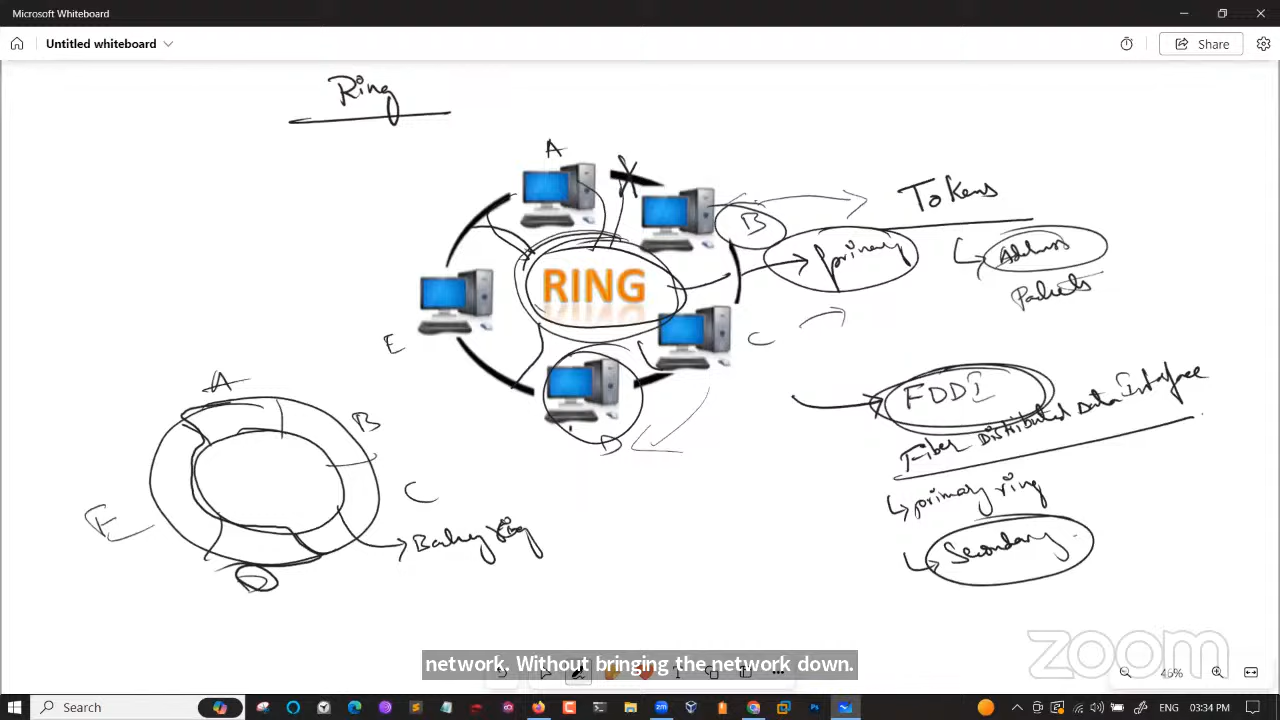 Microsoft Whiteboard
Untitled whiteboard
Share
Ring
A
B
Tokens
Address
Packets
primary
RING
C
E
D
FDDI
Fiber Distributed Data Interface
primary ring
Secondary
A
B
C
E
D
Backup ring
network. Without bringing the network down.
zoom
46%
Search
ENG
03:34 PM